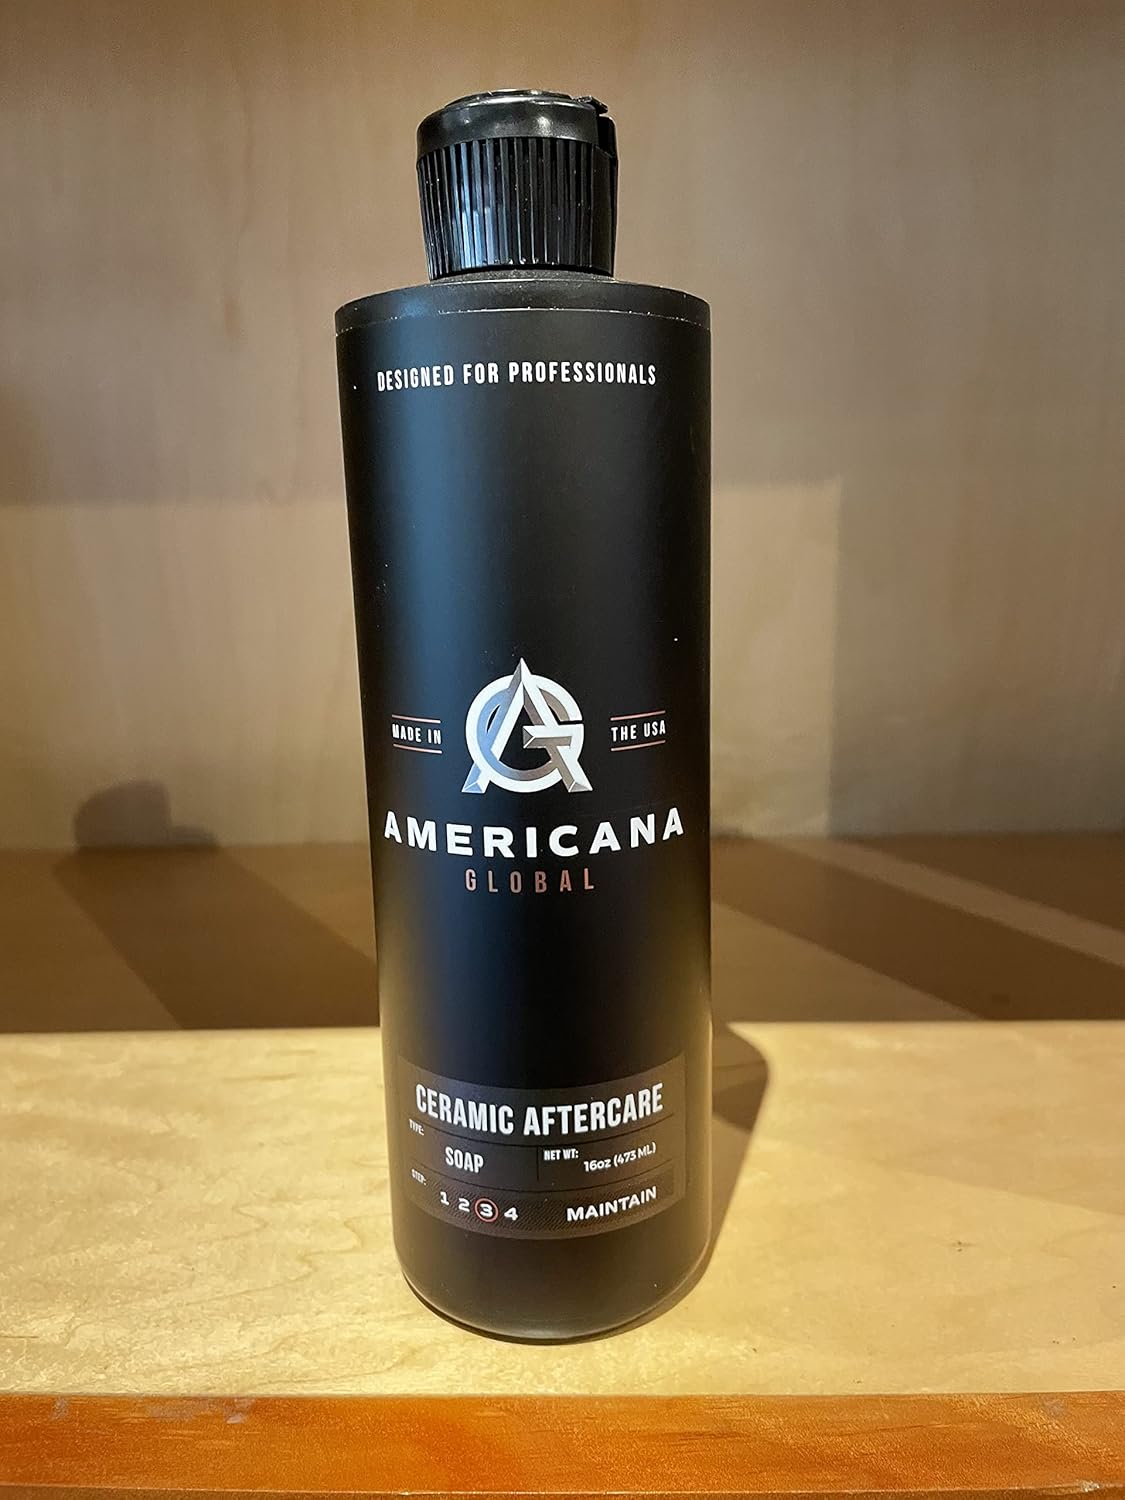 DESIGNED FOR PROFESSIONALS
MADE IN
THE USA
AMERICANA
GLOBAL
CERAMIC AFTERCARE
TYPE:
SOAP
NET WT:
16oz (473 ML)
STEP:
1 2 3 4
MAINTAIN